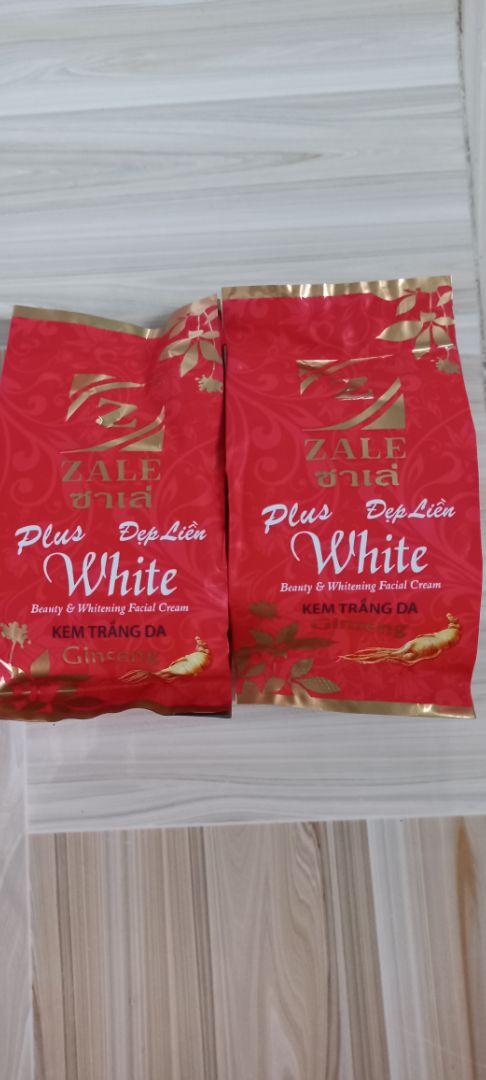 Z
ZALE
ซาเล่
Plus Đẹp Liền
White
Beauty & Whitening Facial Cream
KEM TRẮNG DA
Ginseng
Z
ZALE
ซาเล่
Plus Đẹp Liền
White
Beauty & Whitening Facial Cream
KEM TRẮNG DA
Ginseng